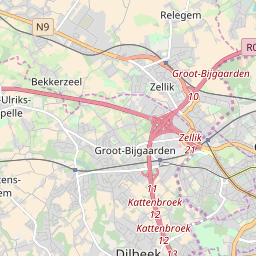 Relegem
N9
R0
Groot-Bijgaarden
10
Bekkerzeel
Zellik
-Ulriks-
pelle
Zellik
21
Groot-Bijgaarden
11
Kattenbroek
12
Kattenbroek
12
13
Dilbeek